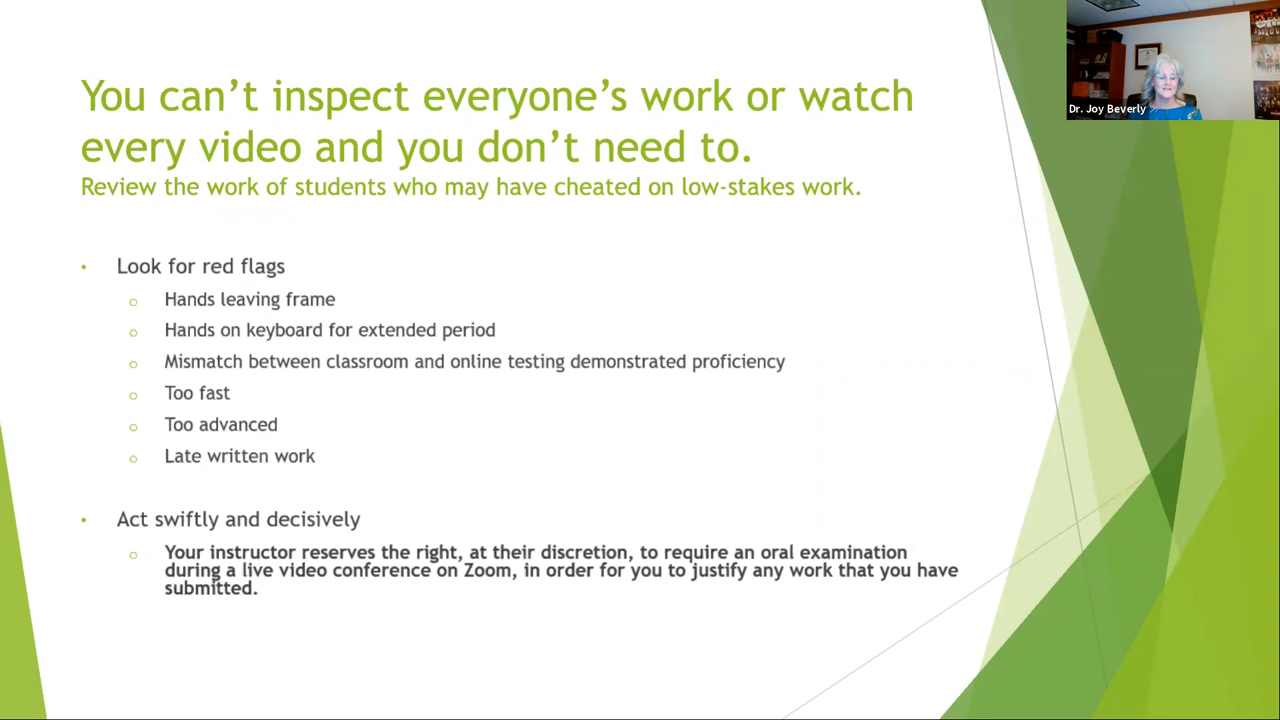 You can't inspect everyone's work or watch
every video and you don't need to.
Review the work of students who may have cheated on low-stakes work.
Dr. Joy Beverly
• Look for red flags
o Hands leaving frame
o Hands on keyboard for extended period
o Mismatch between classroom and online testing demonstrated proficiency
o Too fast
o Too advanced
o Late written work
• Act swiftly and decisively
o Your instructor reserves the right, at their discretion, to require an oral examination
during a live video conference on Zoom, in order for you to justify any work that you have
submitted.